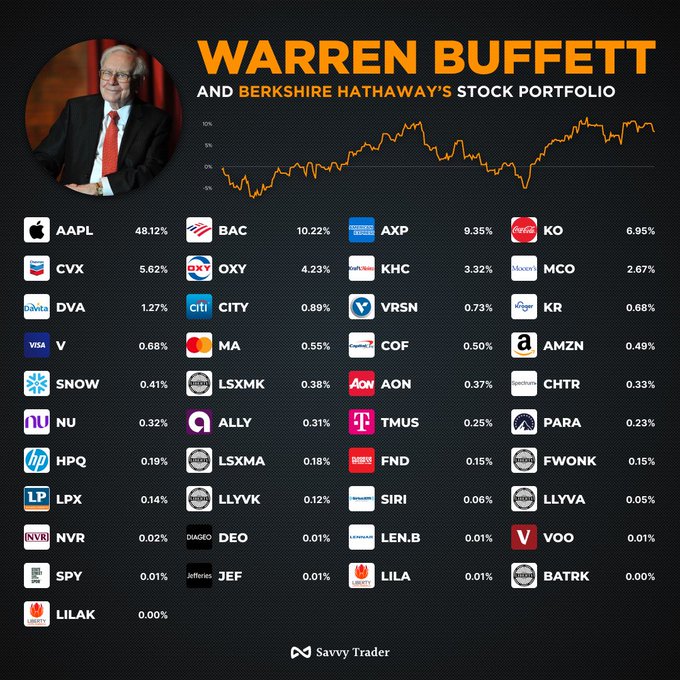 WARREN BUFFETT
AND BERKSHIRE HATHAWAY'S STOCK PORTFOLIO
10%
5%
0%
-5%
AAPL 48.12%
BAC 10.22%
AMERICAN EXPRESS AXP 9.35%
Coca-Cola KO 6.95%
Chevron CVX 5.62%
OXY OXY 4.23%
KraftHeinz KHC 3.32%
Moody's MCO 2.67%
DaVita DVA 1.27%
citi CITY 0.89%
VRSN 0.73%
Kroger KR 0.68%
VISA V 0.68%
MA 0.55%
Capital One COF 0.50%
a AMZN 0.49%
SNOW 0.41%
LIBERTY LSXMK 0.38%
AON AON 0.37%
Spectrum CHTR 0.33%
nu NU 0.32%
a ALLY 0.31%
T TMUS 0.25%
PARA 0.23%
hp HPQ 0.19%
LIBERTY LSXMA 0.18%
FND 0.15%
LIBERTY FWONK 0.15%
LP LPX 0.14%
LIBERTY LLYVK 0.12%
SiriusXM SIRI 0.06%
LIBERTY LLYVA 0.05%
NVR NVR 0.02%
DIAGEO DEO 0.01%
LENNAR LEN.B 0.01%
V VOO 0.01%
STATE STREET SPDR SPY 0.01%
Jefferies JEF 0.01%
LIBERTY LILA 0.01%
LIBERTY BATRK 0.00%
LIBERTY LILAK 0.00%
Savvy Trader